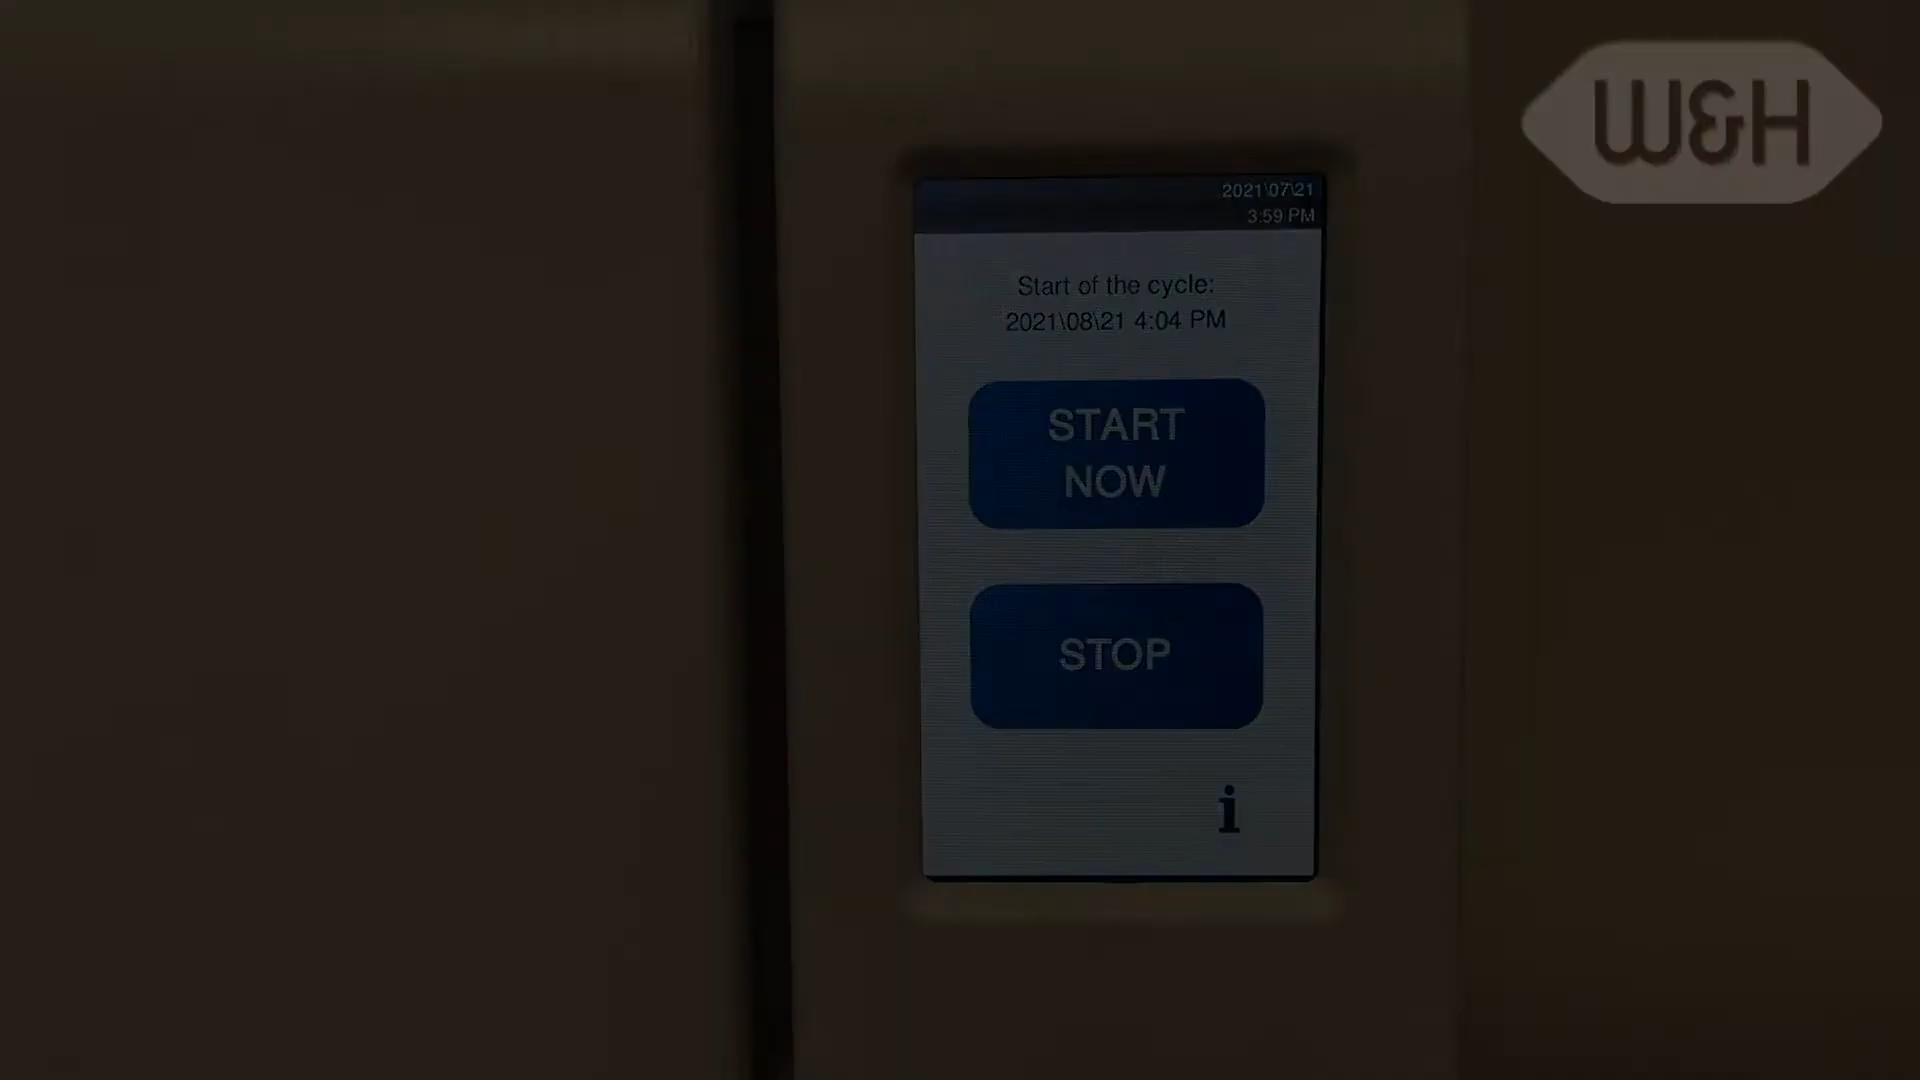 W&H
2021\07\21
3:59 PM
Start of the cycle:
2021\08\21 4:04 PM
START
NOW
STOP
i